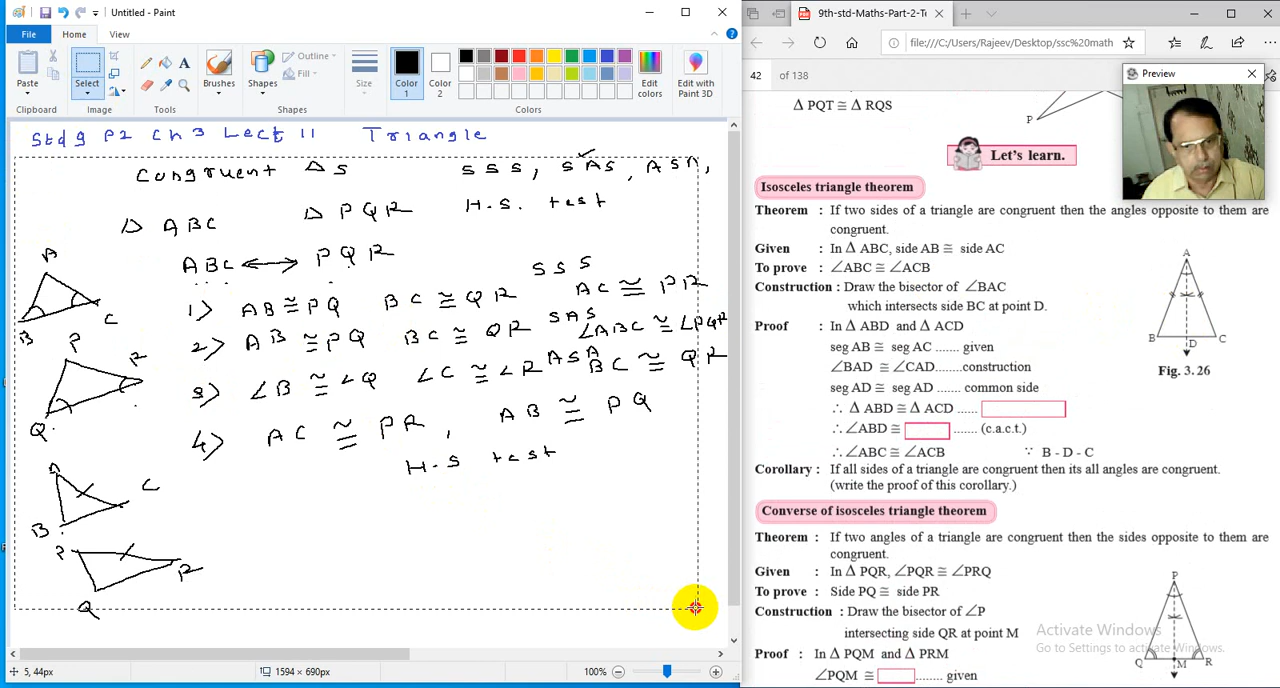 Untitled - Paint
File Home View
Paste Select Brushes Shapes Outline Fill Size Color 1 Color 2 Edit colors Edit with Paint 3D
Clipboard Image Tools Shapes Colors
Std 9 P2 Ch 3 Lect 11 Triangle
Congruent Δ s S S S, S A S, A S A,
H.S. test
Δ ABC Δ PQR
ABC ↔ PQR
S S S
1) AB ≅ PQ BC ≅ QR AC ≅ PR
SAS
2) AB ≅ PQ BC ≅ QR ∠ABC ≅ ∠PQR
ASA
3) ∠B ≅ ∠Q ∠C ≅ ∠R BC ≅ QR
4) AC ≅ PR, AB ≅ PQ
H.S test
A
B
C
P
Q
R
A
B
C
P
Q
R
5, 44px 1594 × 690px 100%
9th-std-Maths-Part-2-Te
file:///C:/Users/Rajeev/Desktop/ssc%20math
42 of 138
Preview
Δ PQT ≅ Δ RQS
P
Let's learn.
Isosceles triangle theorem
Theorem : If two sides of a triangle are congruent then the angles opposite to them are
congruent.
Given : In Δ ABC, side AB ≅ side AC
To prove : ∠ABC ≅ ∠ACB
Construction : Draw the bisector of ∠BAC
which intersects side BC at point D.
Proof : In Δ ABD and Δ ACD
seg AB ≅ seg AC ....... given
∠BAD ≅ ∠CAD.......construction
seg AD ≅ seg AD ....... common side
∴ Δ ABD ≅ Δ ACD ......
∴ ∠ABD ≅ ....... (c.a.c.t.)
∴ ∠ABC ≅ ∠ACB ∵ B - D - C
A
B D C
Fig. 3.26
Corollary : If all sides of a triangle are congruent then its all angles are congruent.
(write the proof of this corollary.)
Converse of isosceles triangle theorem
Theorem : If two angles of a triangle are congruent then the sides opposite to them are
congruent.
Given : In Δ PQR, ∠PQR ≅ ∠PRQ
To prove : Side PQ ≅ side PR
Construction : Draw the bisector of ∠P
intersecting side QR at point M
Proof : In Δ PQM and Δ PRM
∠PQM ≅ ........ given
P
Q M R
Activate Windows
Go to Settings to activate Windows.